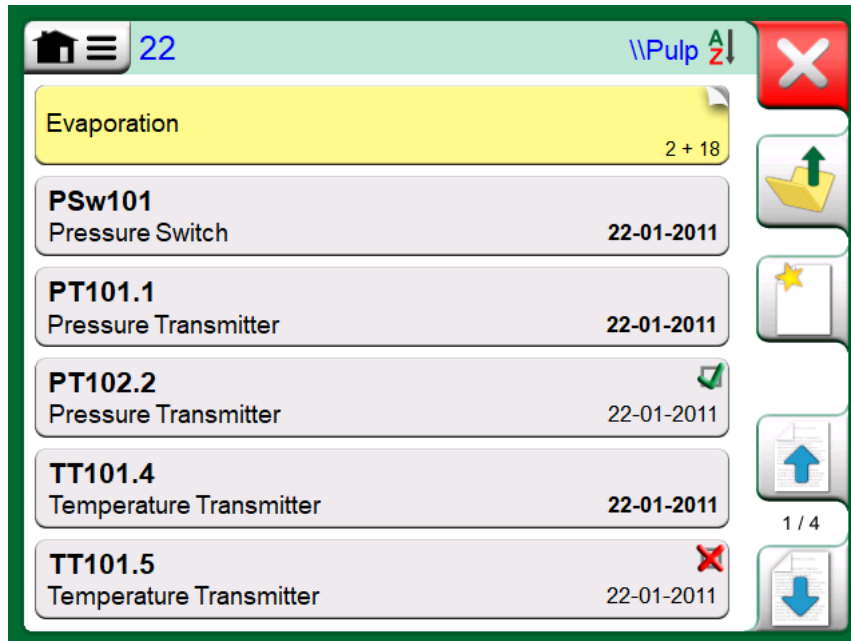 22
\\Pulp AZ
Evaporation
2 + 18
PSw101
Pressure Switch 22-01-2011
PT101.1
Pressure Transmitter 22-01-2011
PT102.2
Pressure Transmitter 22-01-2011
TT101.4
Temperature Transmitter 22-01-2011
1 / 4
TT101.5
Temperature Transmitter 22-01-2011